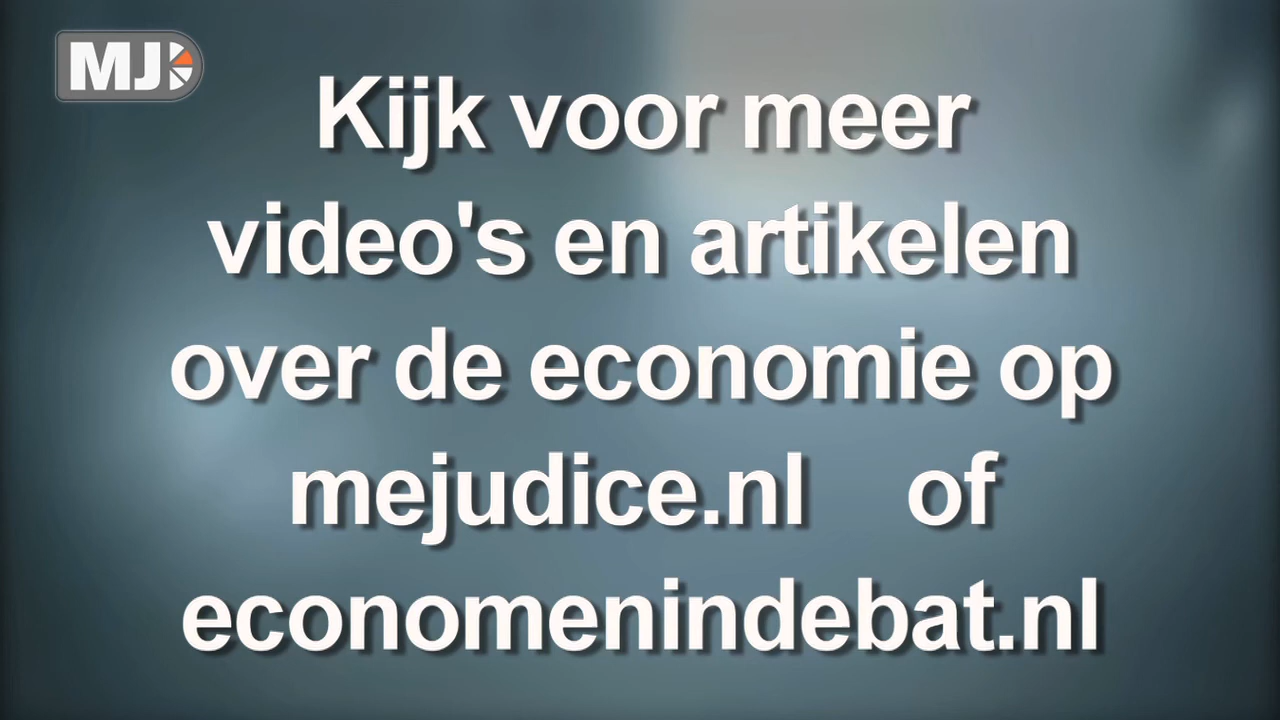 MJ
Kijk voor meer
video's en artikelen
over de economie op
mejudice.nl of
economenindebat.nl